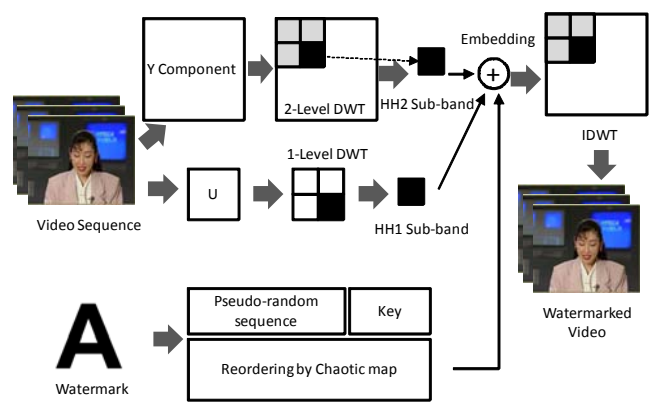 Y Component
2-Level DWT
HH2 Sub-band
Embedding
+
IDWT
Video Sequence
U
1-Level DWT
HH1 Sub-band
Watermarked
Video
A
Watermark
Pseudo-random
sequence
Key
Reordering by Chaotic map